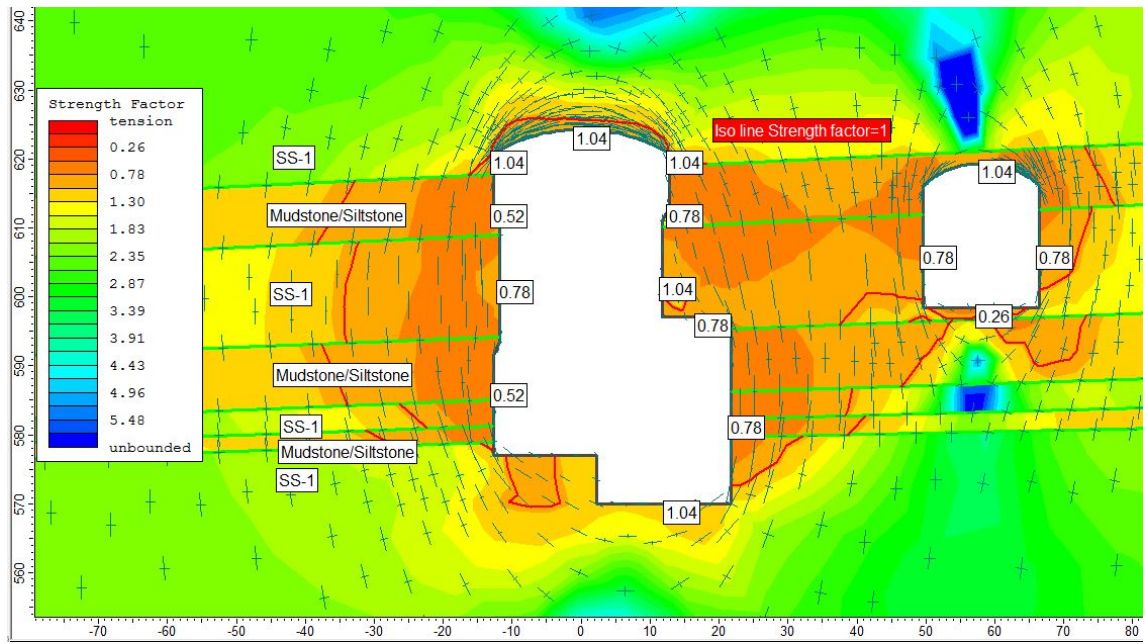 640
630
620
610
600
590
580
570
560
Strength Factor
tension
0.26
0.78
1.30
1.83
2.35
2.87
3.39
3.91
4.43
4.96
5.48
unbounded
Iso line Strength factor=1
SS-1
Mudstone/Siltstone
SS-1
Mudstone/Siltstone
SS-1
Mudstone/Siltstone
SS-1
1.04
1.04
1.04
1.04
0.52
0.78
0.78
0.78
0.78
1.04
0.78
0.26
0.52
0.78
1.04
-70 -60 -50 -40 -30 -20 -10 0 10 20 30 40 50 60 70 80